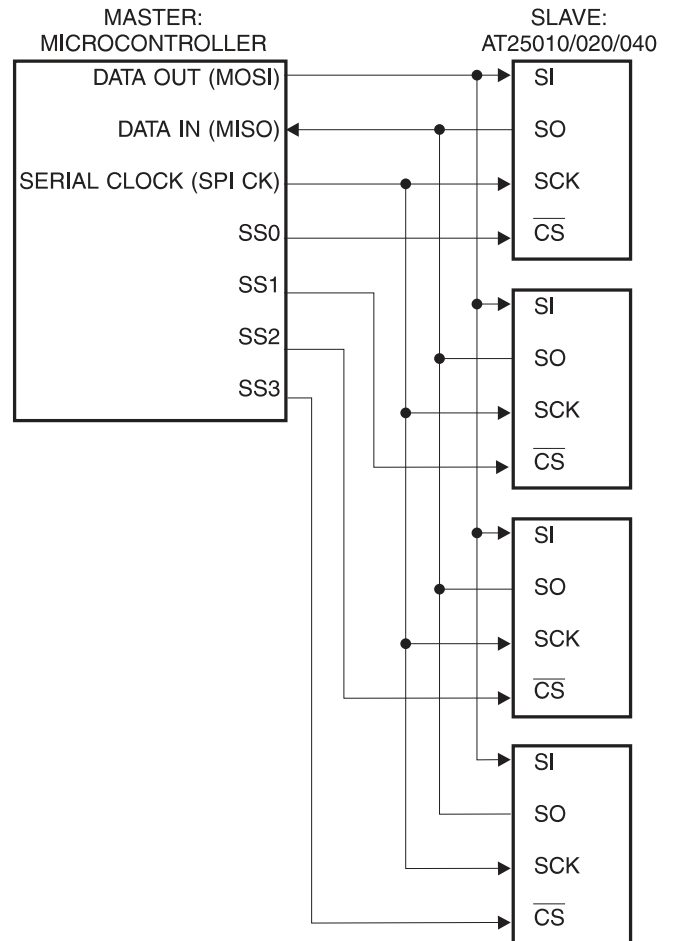 MASTER:
MICROCONTROLLER
DATA OUT (MOSI)
DATA IN (MISO)
SERIAL CLOCK (SPI CK)
SS0
SS1
SS2
SS3
SLAVE:
AT25010/020/040
SI
SO
SCK
CS
SI
SO
SCK
CS
SI
SO
SCK
CS
SI
SO
SCK
CS